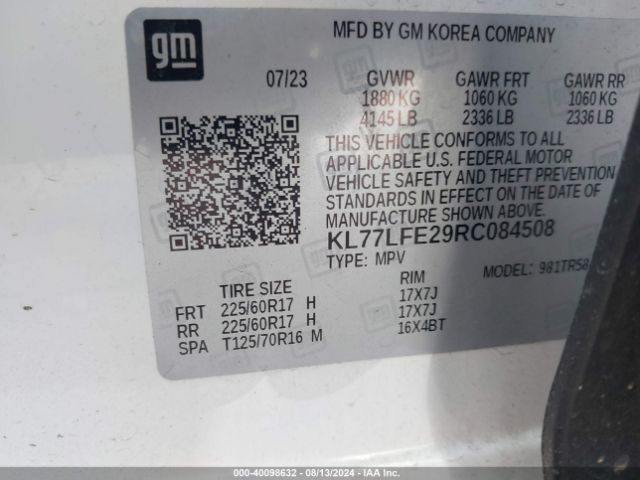 gm
MFD BY GM KOREA COMPANY
07/23 GVWR GAWR FRT GAWR RR
1880 KG 1060 KG 1060 KG
4145 LB 2336 LB 2336 LB
THIS VEHICLE CONFORMS TO ALL
APPLICABLE U.S. FEDERAL MOTOR
VEHICLE SAFETY AND THEFT PREVENTION
STANDARDS IN EFFECT ON THE DATE OF
MANUFACTURE SHOWN ABOVE.
KL77LFE29RC084508
TYPE: MPV MODEL: 981TR58
TIRE SIZE RIM
FRT 225/60R17 H 17X7J
RR 225/60R17 H 17X7J
SPA T125/70R16 M 16X4BT
000-40098632 - 08/13/2024 - IAA Inc.